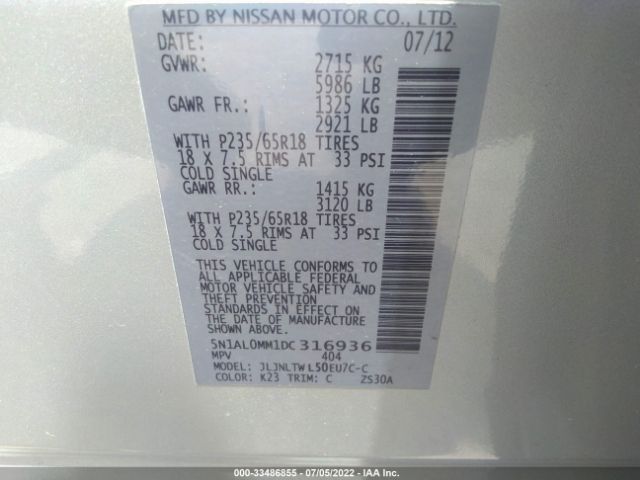 MFD BY NISSAN MOTOR CO., LTD.
DATE: 07/12
GVWR: 2715 KG
5986 LB
GAWR FR.: 1325 KG
2921 LB
WITH P235/65R18 TIRES
18 X 7.5 RIMS AT 33 PSI
COLD SINGLE
GAWR RR.: 1415 KG
3120 LB
WITH P235/65R18 TIRES
18 X 7.5 RIMS AT 33 PSI
COLD SINGLE
THIS VEHICLE CONFORMS TO
ALL APPLICABLE FEDERAL
MOTOR VEHICLE SAFETY AND
THEFT PREVENTION
STANDARDS IN EFFECT ON
THE DATE OF MANUFACTURE
SHOWN ABOVE.
5N1AL0MM1DC316936
MPV 404
MODEL: JLJNLTWL50EU7C-C
COLOR: K23 TRIM: C ZS30A
000-33486855 / 07/05/2022 - IAA Inc.